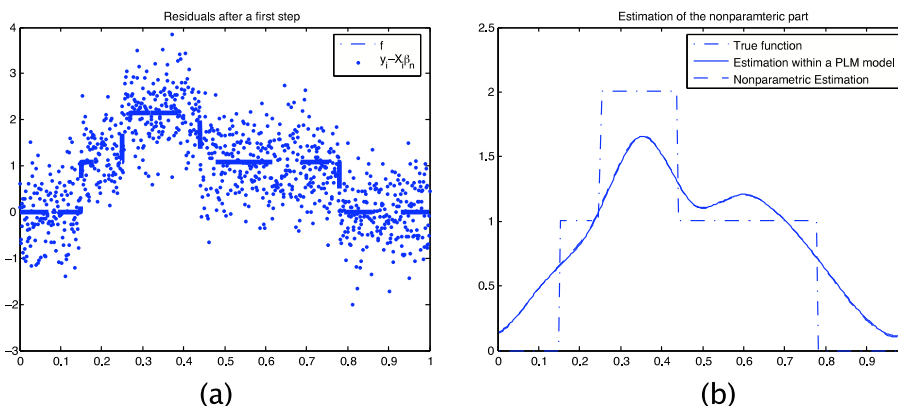 Residuals after a first step
f
y_i−X_iβ_n
4
3
2
1
0
−1
−2
−3
0 0.1 0.2 0.3 0.4 0.5 0.6 0.7 0.8 0.9 1
(a)
Estimation of the nonparamteric part
True function
Estimation within a PLM model
Nonparametric Estimation
2.5
2
1.5
1
0.5
0
0 0.1 0.2 0.3 0.4 0.5 0.6 0.7 0.8 0.9
(b)